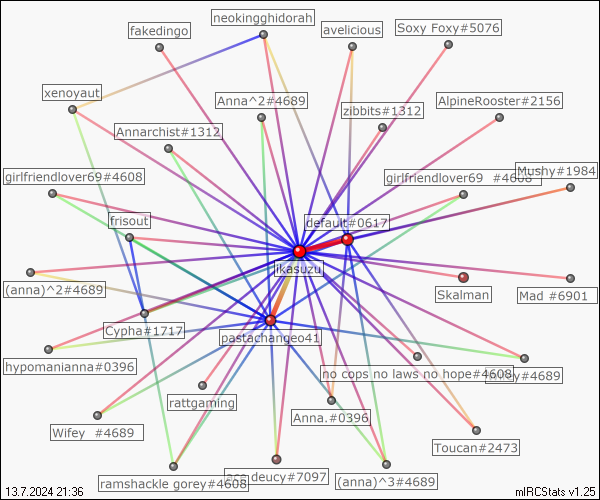 neokingghidorah
fakedingo
avelicious
Soxy Foxy#5076
xenoyaut
Anna^2#4689
zibbits#1312
AlpineRooster#2156
Annarchist#1312
girlfriendlover69#4608
girlfriendlover69 #4608
Mushy#1984
frisout
default#0617
jikasuzu
(anna)^2#4689
Skalman
Mad #6901
Cypha#1717
pastachangeo41
hypomanianna#0396
no cops no laws no hope#4608
#4689
rattgaming
Anna.#0396
Wifey #4689
Toucan#2473
ramshackle gorey#4608
deucy#7097
(anna)^3#4689
13.7.2024 21:36
mIRCStats v1.25